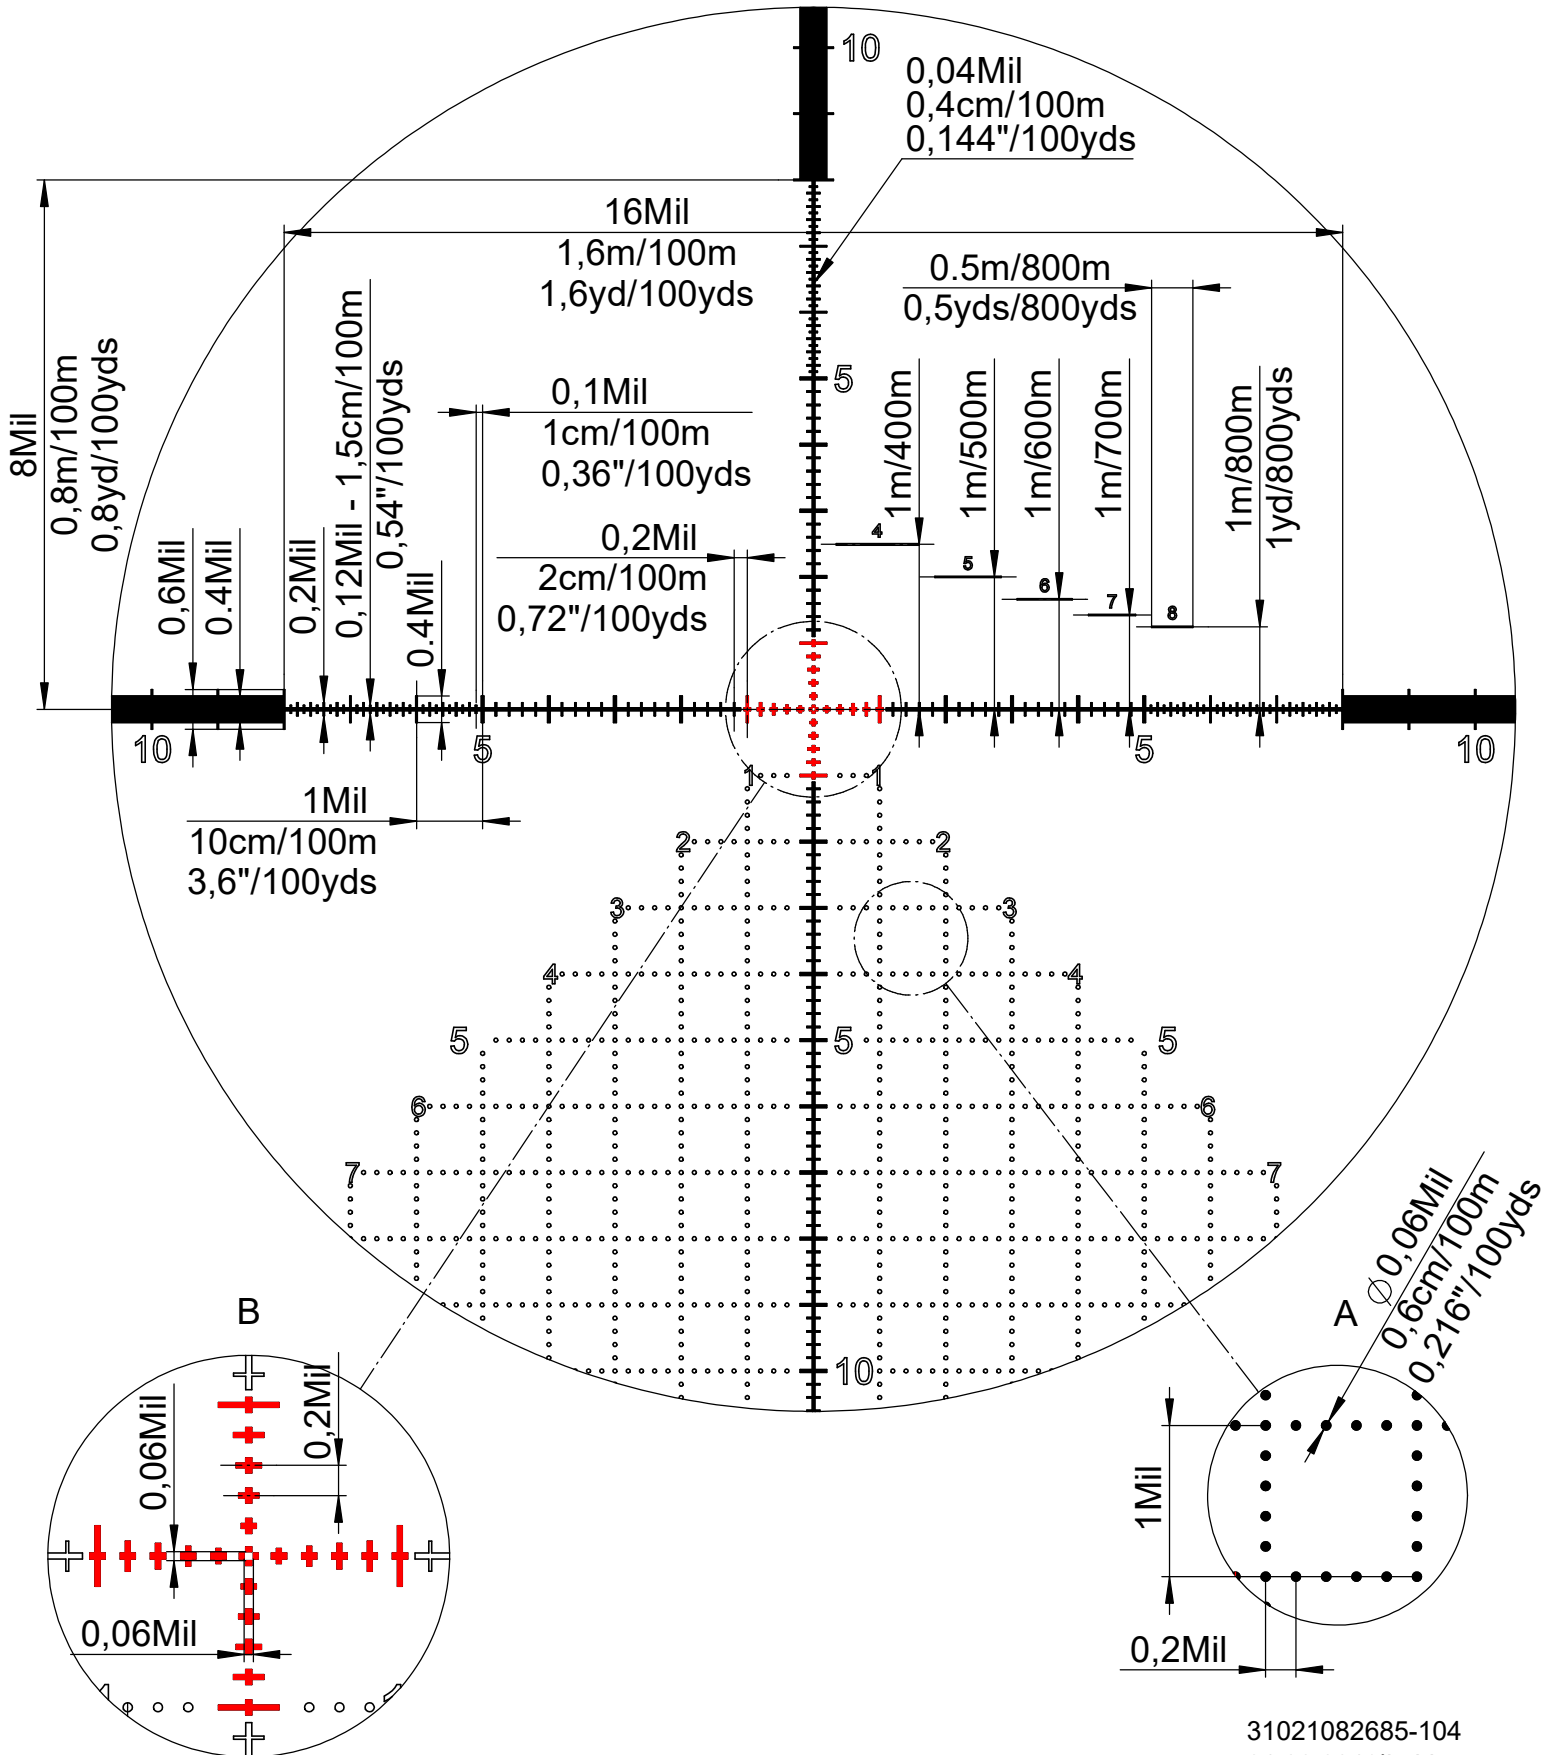 10
0,04Mil
0,4cm/100m
0,144"/100yds
16Mil
1,6m/100m
1,6yd/100yds
0.5m/800m
0,5yds/800yds
8Mil
0,8m/100m
0,8yd/100yds
0,6Mil
0.4Mil
0,2Mil
0,12Mil - 1,5cm/100m
0,54"/100yds
0.4Mil
0,1Mil
1cm/100m
0,36"/100yds
0,2Mil
2cm/100m
0,72"/100yds
5
1m/400m
1m/500m
1m/600m
1m/700m
1m/800m
1yd/800yds
4
5
6
7
8
10
5
5
10
1Mil
10cm/100m
3,6"/100yds
1 1
2 2
3 3
4 4
5 5 5
6 6
7 7
10
B
0,06Mil
0,2Mil
0,06Mil
A
∅ 0,06Mil
0,6cm/100m
0,216"/100yds
1Mil
0,2Mil
31021082685-104